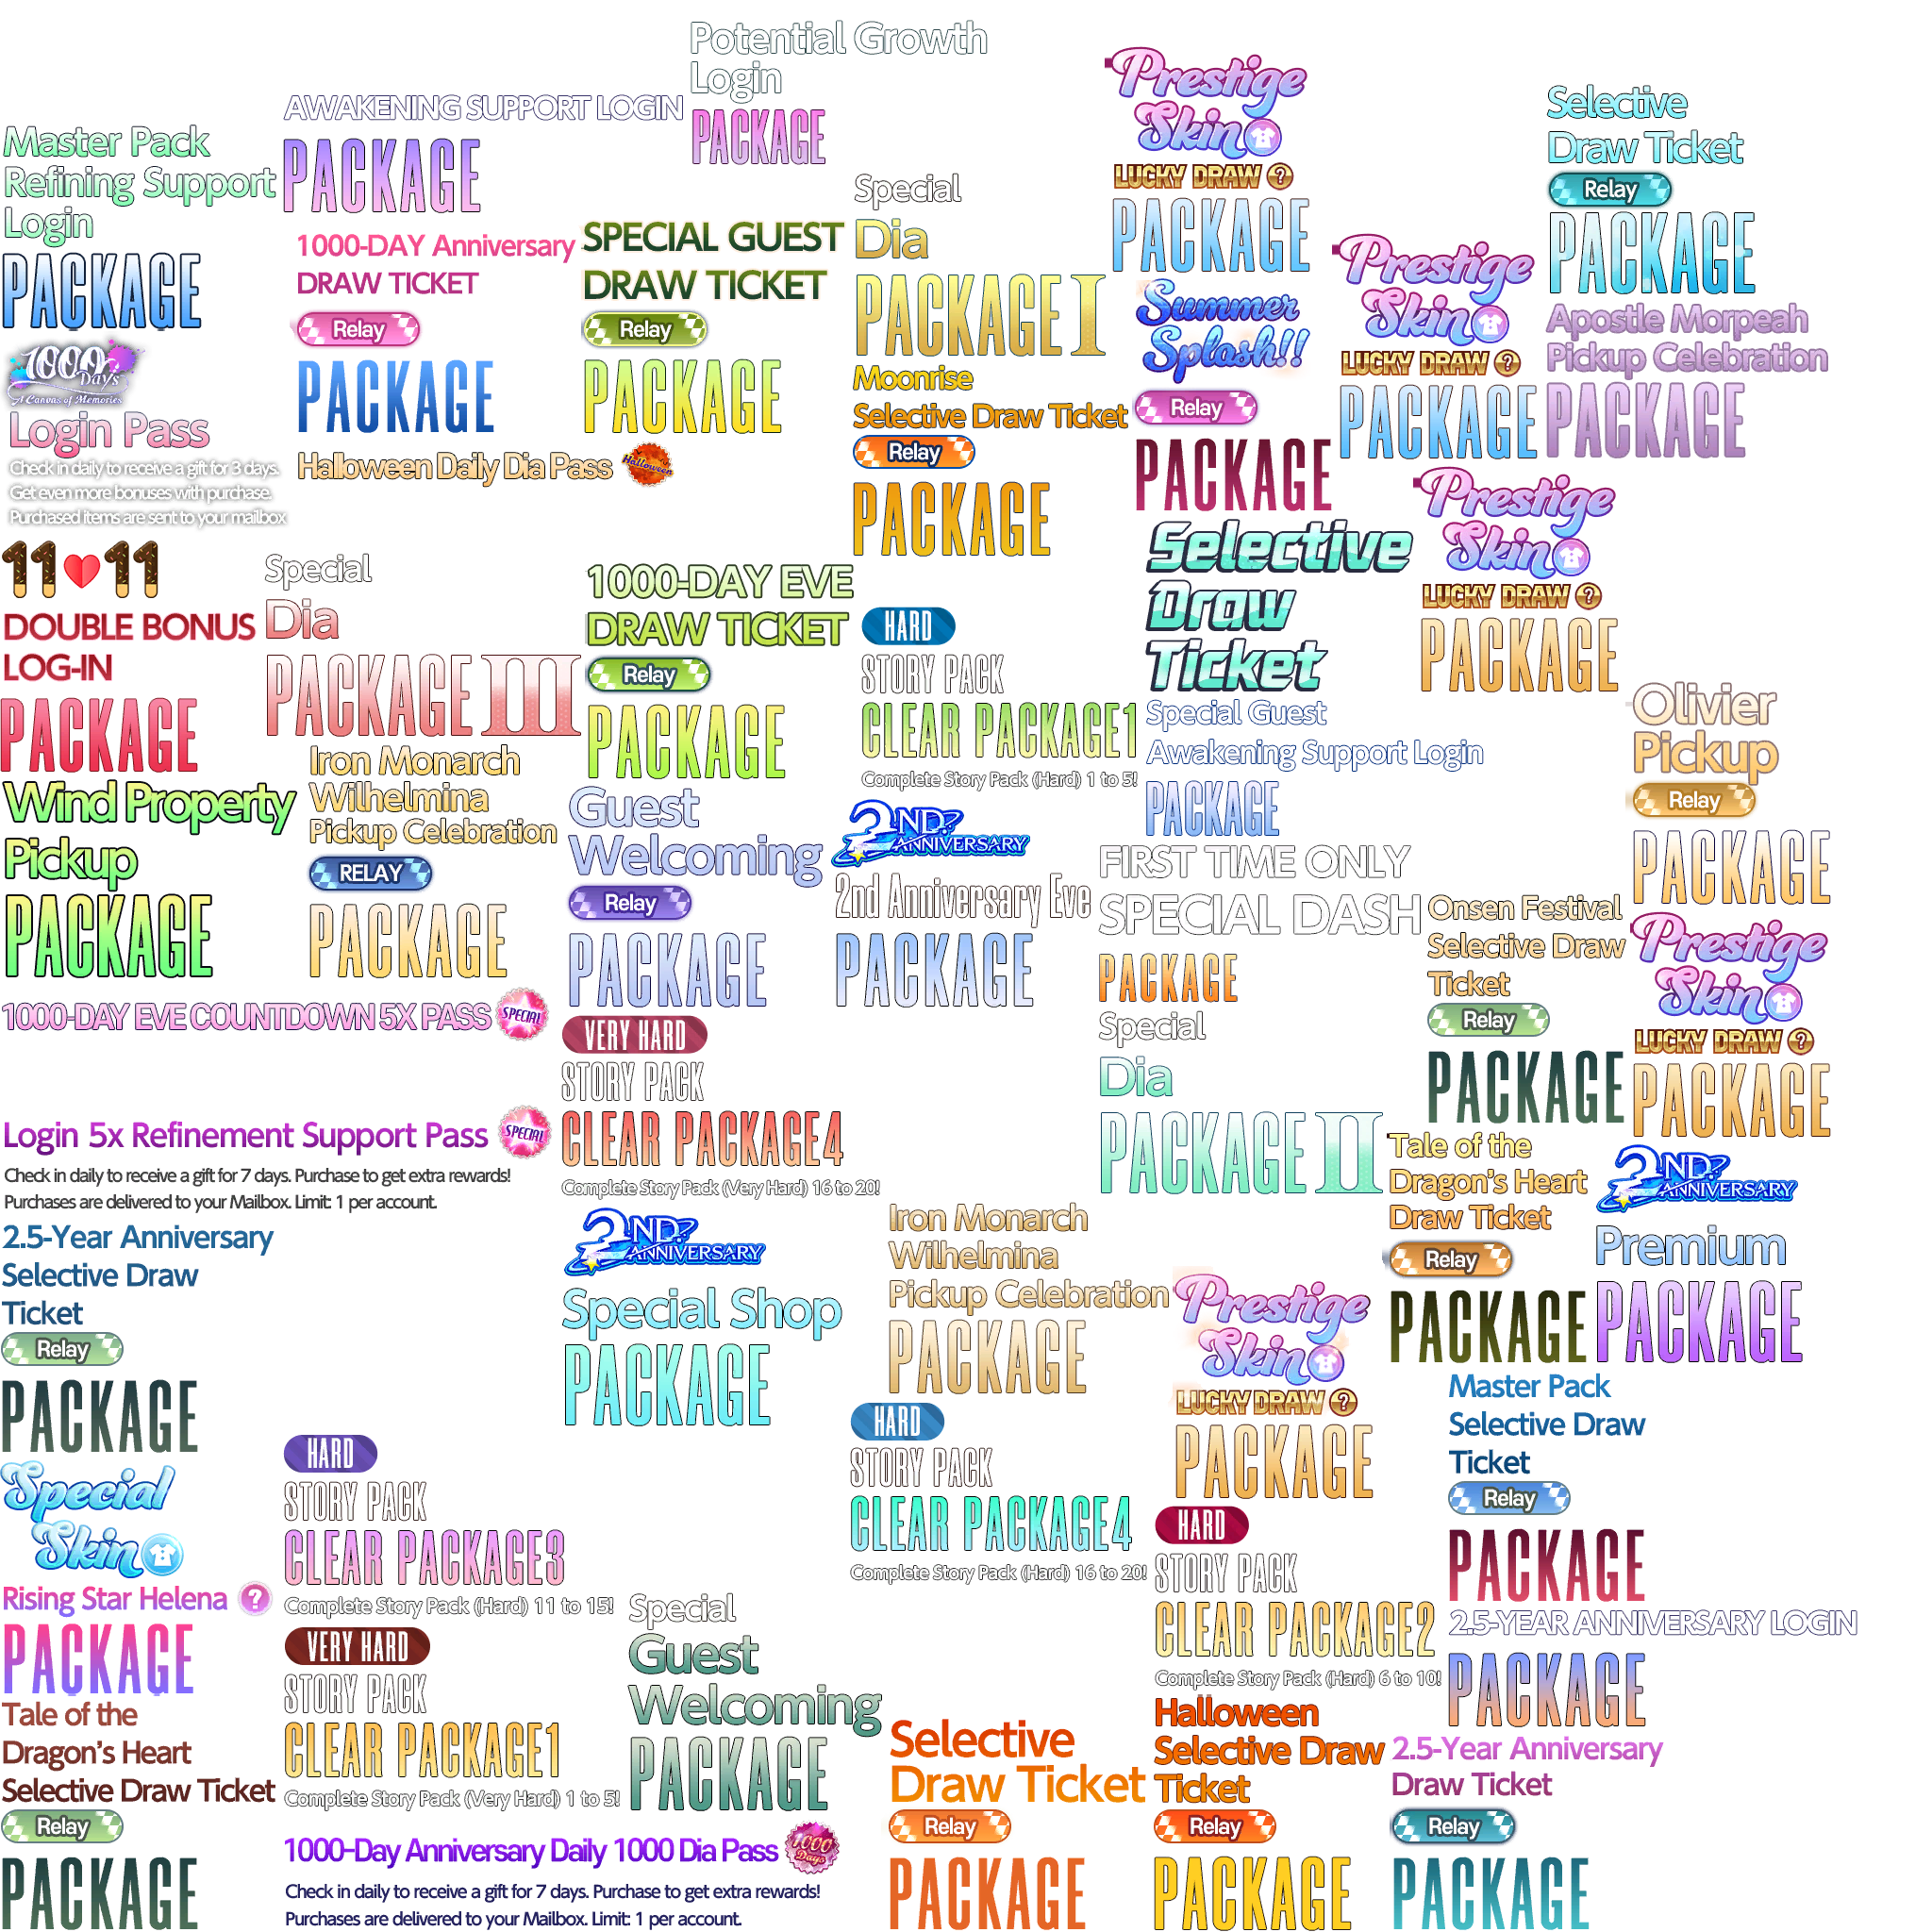 Potential Growth
Login
PACKAGE
AWAKENING SUPPORT LOGIN
PACKAGE
Master Pack
Refining Support
Login
PACKAGE
1000
Days
A Canvas of Memories
Login Pass
Check in daily to receive a gift for 3 days.
Get even more bonuses with purchase.
Purchased items are sent to your mailbox
1000-DAY Anniversary
DRAW TICKET
Relay
PACKAGE
Halloween Daily Dia Pass
Halloween
SPECIAL GUEST
DRAW TICKET
Relay
PACKAGE
Special
Dia
PACKAGE I
Moonrise
Selective Draw Ticket
Relay
PACKAGE
Prestige
Skin
LUCKY DRAW ?
PACKAGE
Summer
Splash!!
Relay
PACKAGE
Prestige
Skin
LUCKY DRAW ?
PACKAGE
Selective
Draw Ticket
Relay
PACKAGE
Apostle Morpeah
Pickup Celebration
PACKAGE
11 11
DOUBLE BONUS
LOG-IN
PACKAGE
Wind Property
Pickup
PACKAGE
1000-DAY EVE COUNTDOWN 5X PASS
SPECIAL
Special
Dia
PACKAGE III
Iron Monarch
Wilhelmina
Pickup Celebration
RELAY
PACKAGE
1000-DAY EVE
DRAW TICKET
Relay
PACKAGE
Guest
Welcoming
Relay
PACKAGE
HARD
STORY PACK
CLEAR PACKAGE1
Complete Story Pack (Hard) 1 to 5!
2ND.
ANNIVERSARY
2nd Anniversary Eve
PACKAGE
Selective
Draw
Ticket
Special Guest
Awakening Support Login
PACKAGE
FIRST TIME ONLY
SPECIAL DASH
PACKAGE
Special
Dia
PACKAGE II
Prestige
Skin
LUCKY DRAW ?
PACKAGE
Olivier
Pickup
Relay
PACKAGE
Onsen Festival
Selective Draw
Ticket
Relay
PACKAGE
Prestige
Skin
LUCKY DRAW ?
PACKAGE
Login 5x Refinement Support Pass
SPECIAL
Check in daily to receive a gift for 7 days. Purchase to get extra rewards!
Purchases are delivered to your Mailbox. Limit: 1 per account.
VERY HARD
STORY PACK
CLEAR PACKAGE4
Complete Story Pack (Very Hard) 16 to 20!
2ND.
ANNIVERSARY
Special Shop
PACKAGE
Iron Monarch
Wilhelmina
Pickup Celebration
PACKAGE
Prestige
Skin
LUCKY DRAW ?
PACKAGE
Tale of the
Dragon's Heart
Draw Ticket
Relay
PACKAGE
2ND.
ANNIVERSARY
Premium
PACKAGE
2.5-Year Anniversary
Selective Draw
Ticket
Relay
PACKAGE
Special
Skin
Rising Star Helena ?
PACKAGE
Tale of the
Dragon's Heart
Selective Draw Ticket
Relay
PACKAGE
HARD
STORY PACK
CLEAR PACKAGE3
Complete Story Pack (Hard) 11 to 15!
VERY HARD
STORY PACK
CLEAR PACKAGE1
Complete Story Pack (Very Hard) 1 to 5!
1000-Day Anniversary Daily 1000 Dia Pass
1,000
Days
Check in daily to receive a gift for 7 days. Purchase to get extra rewards!
Purchases are delivered to your Mailbox. Limit: 1 per account.
Special
Guest
Welcoming
PACKAGE
HARD
STORY PACK
CLEAR PACKAGE4
Complete Story Pack (Hard) 16 to 20!
Selective
Draw Ticket
Relay
PACKAGE
HARD
STORY PACK
CLEAR PACKAGE2
Complete Story Pack (Hard) 6 to 10!
Halloween
Selective Draw
Ticket
Relay
PACKAGE
Master Pack
Selective Draw
Ticket
Relay
PACKAGE
2.5-YEAR ANNIVERSARY LOGIN
PACKAGE
2.5-Year Anniversary
Draw Ticket
Relay
PACKAGE